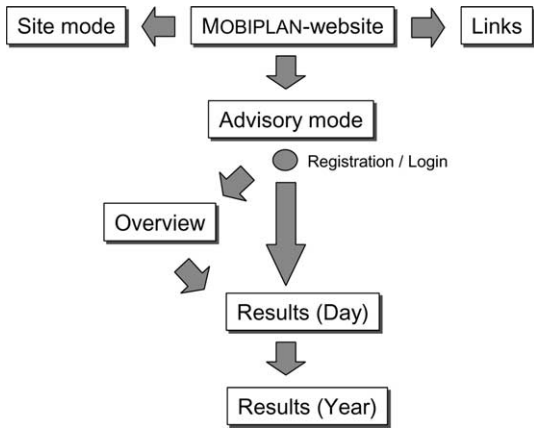 Site mode
MOBIPLAN-website
Links
Advisory mode
Registration / Login
Overview
Results (Day)
Results (Year)